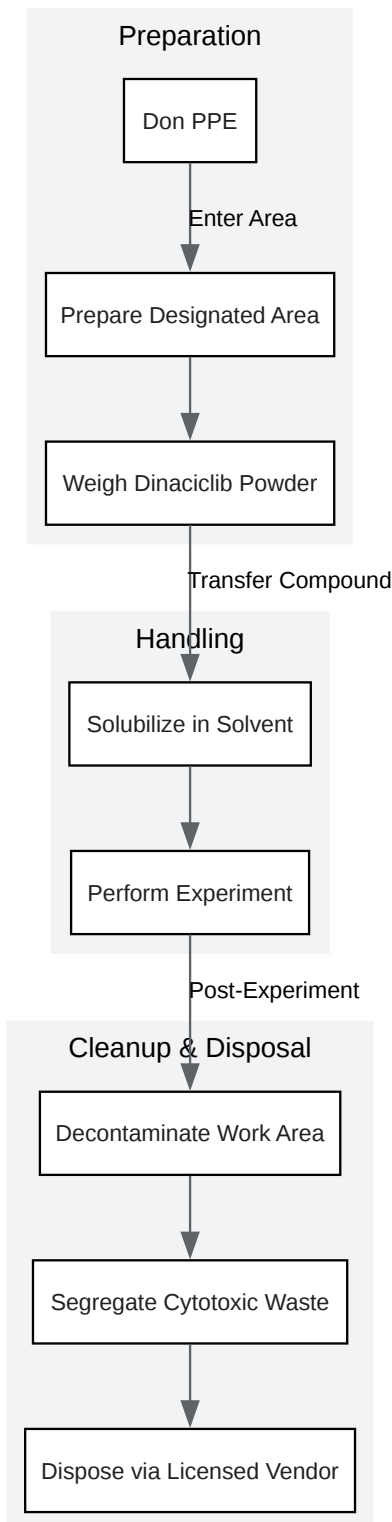 Preparation
Don PPE
Enter Area
Prepare Designated Area
Weigh Dinaciclib Powder
Transfer Compound
Handling
Solubilize in Solvent
Perform Experiment
Post-Experiment
Cleanup & Disposal
Decontaminate Work Area
Segregate Cytotoxic Waste
Dispose via Licensed Vendor